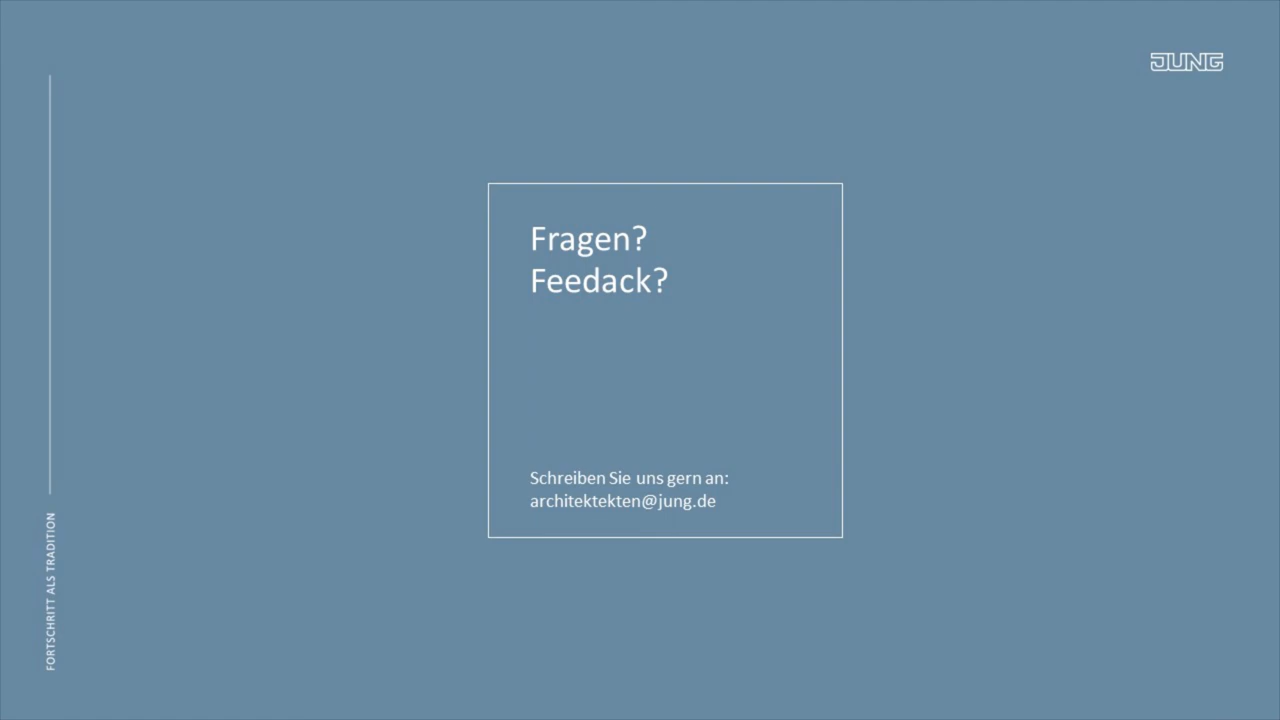 JUNG
Fragen?
Feedack?
Schreiben Sie uns gern an:
architektekten@jung.de
FORTSCHRITT ALS TRADITION